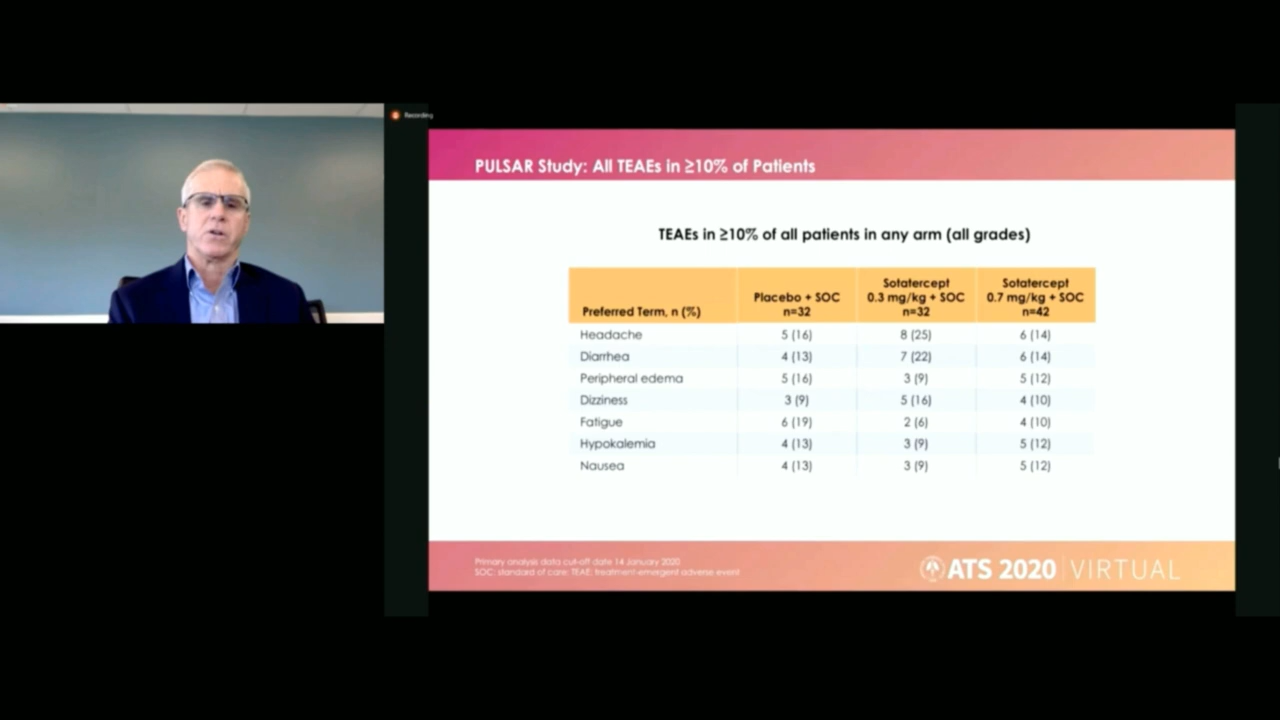 Recording
PULSAR Study: All TEAEs in ≥10% of Patients
TEAEs in ≥10% of all patients in any arm (all grades)
Preferred Term, n (%) Placebo + SOC n=32 Sotatercept 0.3 mg/kg + SOC n=32 Sotatercept 0.7 mg/kg + SOC n=42
Headache 5 (16) 8 (25) 6 (14)
Diarrhea 4 (13) 7 (22) 6 (14)
Peripheral edema 5 (16) 3 (9) 5 (12)
Dizziness 3 (9) 5 (16) 4 (10)
Fatigue 6 (19) 2 (6) 4 (10)
Hypokalemia 4 (13) 3 (9) 5 (12)
Nausea 4 (13) 3 (9) 5 (12)
Primary analysis data cut-off date 14 January 2020
SOC: standard of care; TEAE: treatment-emergent adverse event
ATS 2020 VIRTUAL